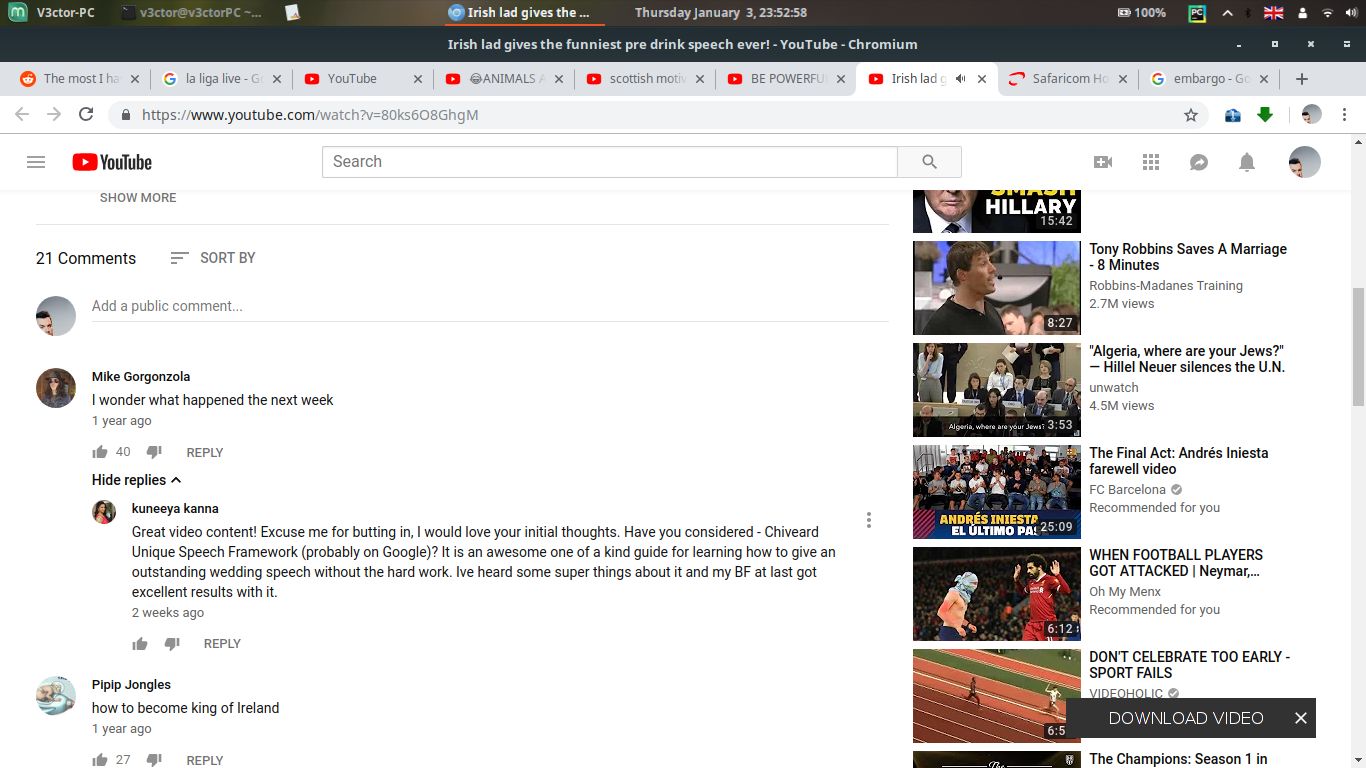 V3ctor-PC
v3ctor@v3ctorPC ~...
Irish lad gives the ...
Thursday January 3, 23:52:58
100%
PC
Irish lad gives the funniest pre drink speech ever! - YouTube - Chromium
The most I ha
la liga live - Go
YouTube
😂ANIMALS A
scottish motiv
BE POWERFUL
Irish lad g
Safaricom Ho
embargo - Go
https://www.youtube.com/watch?v=80ks6O8GhgM
YouTube
Search
SHOW MORE
21 Comments
SORT BY
Add a public comment...
Mike Gorgonzola
I wonder what happened the next week
1 year ago
40
REPLY
Hide replies
kuneeya kanna
Great video content! Excuse me for butting in, I would love your initial thoughts. Have you considered - Chiveard
Unique Speech Framework (probably on Google)? It is an awesome one of a kind guide for learning how to give an
outstanding wedding speech without the hard work. Ive heard some super things about it and my BF at last got
excellent results with it.
2 weeks ago
REPLY
Pipip Jongles
how to become king of Ireland
1 year ago
27
REPLY
SMASH
HILLARY
15:42
Tony Robbins Saves A Marriage
- 8 Minutes
Robbins-Madanes Training
2.7M views
8:27
"Algeria, where are your Jews?"
— Hillel Neuer silences the U.N.
unwatch
4.5M views
Algeria, where are your Jews?
3:53
The Final Act: Andrés Iniesta
farewell video
FC Barcelona
Recommended for you
ANDRÉS INIESTA
EL ÚLTIMO PAS
25:09
WHEN FOOTBALL PLAYERS
GOT ATTACKED | Neymar,...
Oh My Menx
Recommended for you
6:12
DON'T CELEBRATE TOO EARLY -
SPORT FAILS
VIDEOHOLIC
6:5
DOWNLOAD VIDEO
The Champions: Season 1 in
The